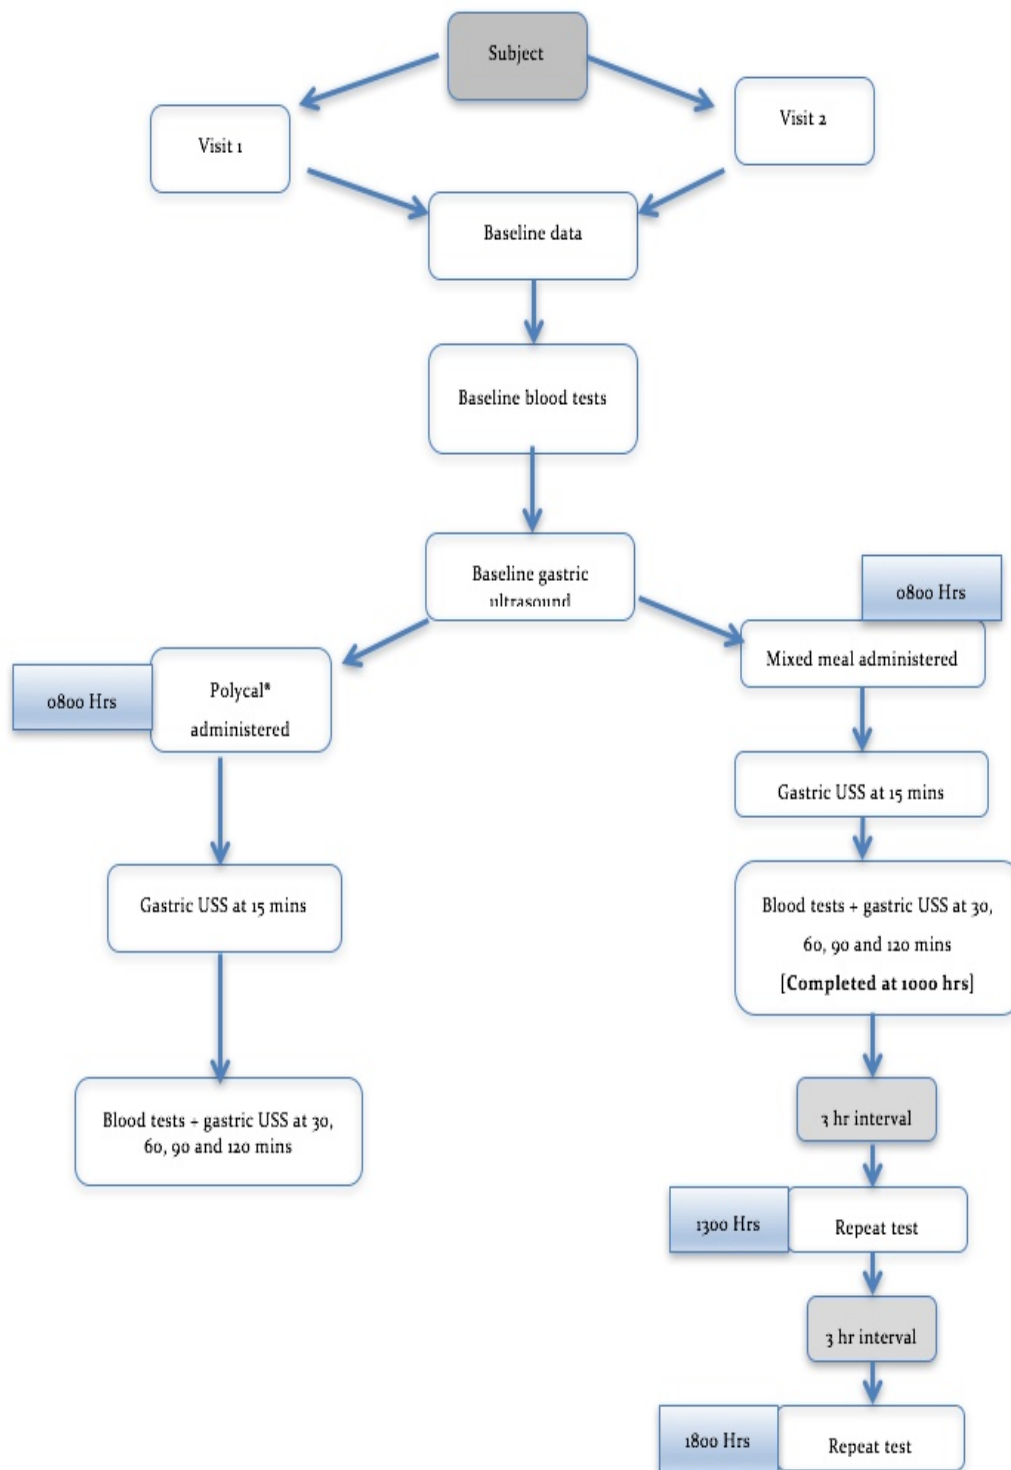 Subject
Visit 1
Visit 2
Baseline data
Baseline blood tests
Baseline gastric
ultrasound
0800 Hrs
Mixed meal administered
0800 Hrs
Polycal®
administered
Gastric USS at 15 mins
Gastric USS at 15 mins
Blood tests + gastric USS at 30,
60, 90 and 120 mins
[Completed at 1000 hrs]
Blood tests + gastric USS at 30,
60, 90 and 120 mins
3 hr interval
1300 Hrs
Repeat test
3 hr interval
1800 Hrs
Repeat test